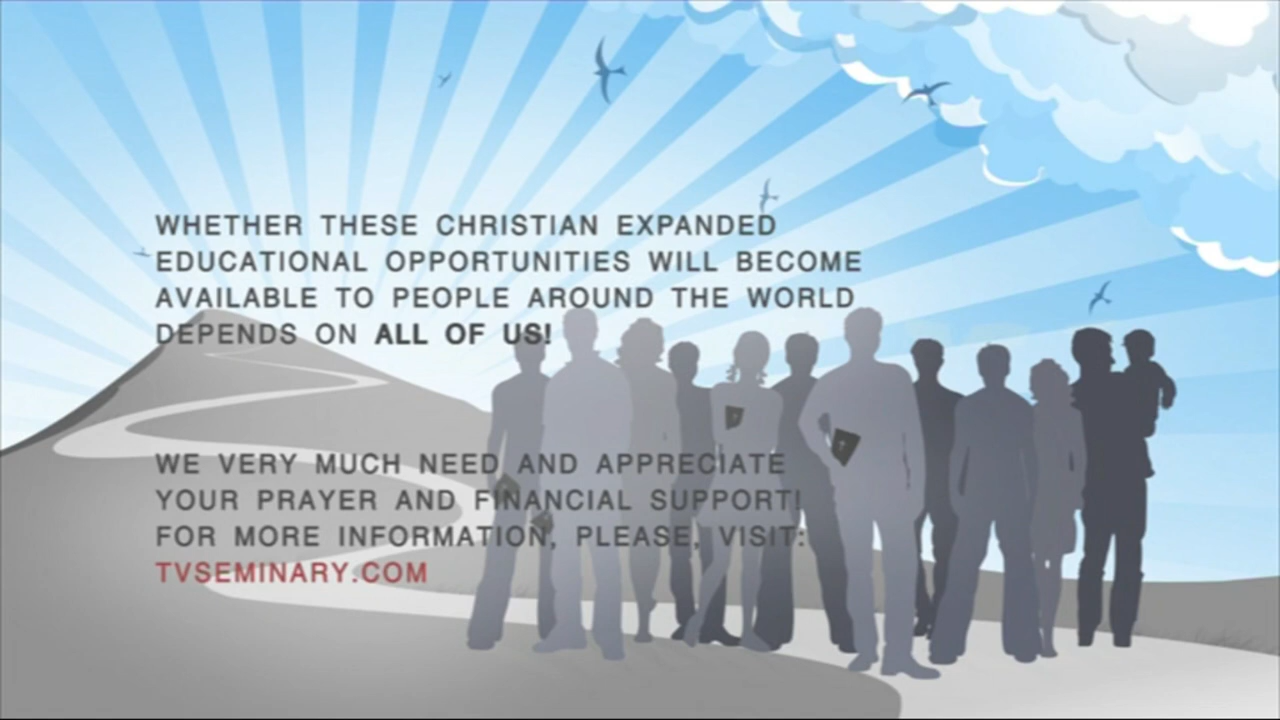 WHETHER THESE CHRISTIAN EXPANDED
EDUCATIONAL OPPORTUNITIES WILL BECOME
AVAILABLE TO PEOPLE AROUND THE WORLD
DEPENDS ON ALL OF US!
WE VERY MUCH NEED AND APPRECIATE
YOUR PRAYER AND FINANCIAL SUPPORT!
FOR MORE INFORMATION, PLEASE, VISIT:
TVSEMINARY.COM